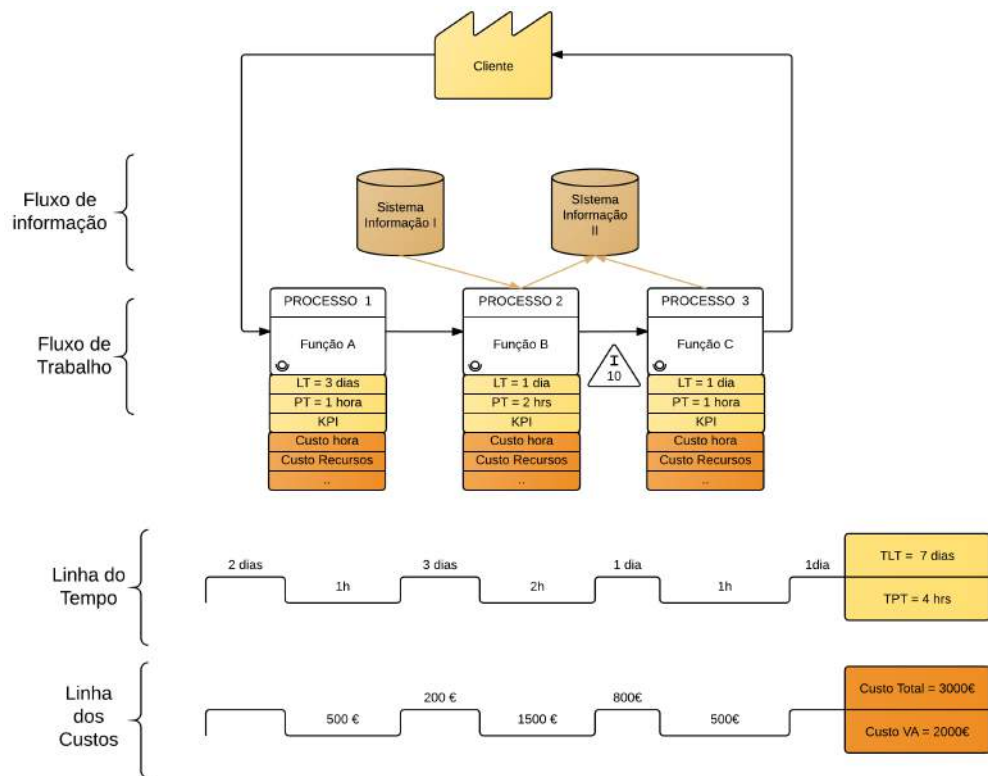 Cliente
Fluxo de
informação
Sistema
Informação I
SIstema
Informação
II
Fluxo de
Trabalho
PROCESSO 1
Função A
LT = 3 dias
PT = 1 hora
KPI
Custo hora
Custo Recursos
..
PROCESSO 2
Função B
LT = 1 dia
PT = 2 hrs
KPI
Custo hora
Custo Recursos
..
I
10
PROCESSO 3
Função C
LT = 1 dia
PT = 1 hora
KPI
Custo hora
Custo Recursos
..
Linha do
Tempo
2 dias
1h
3 dias
2h
1 dia
1h
1dia
TLT = 7 dias
TPT = 4 hrs
Linha
dos
Custos
500 €
200 €
1500 €
800€
500€
Custo Total = 3000€
Custo VA = 2000€